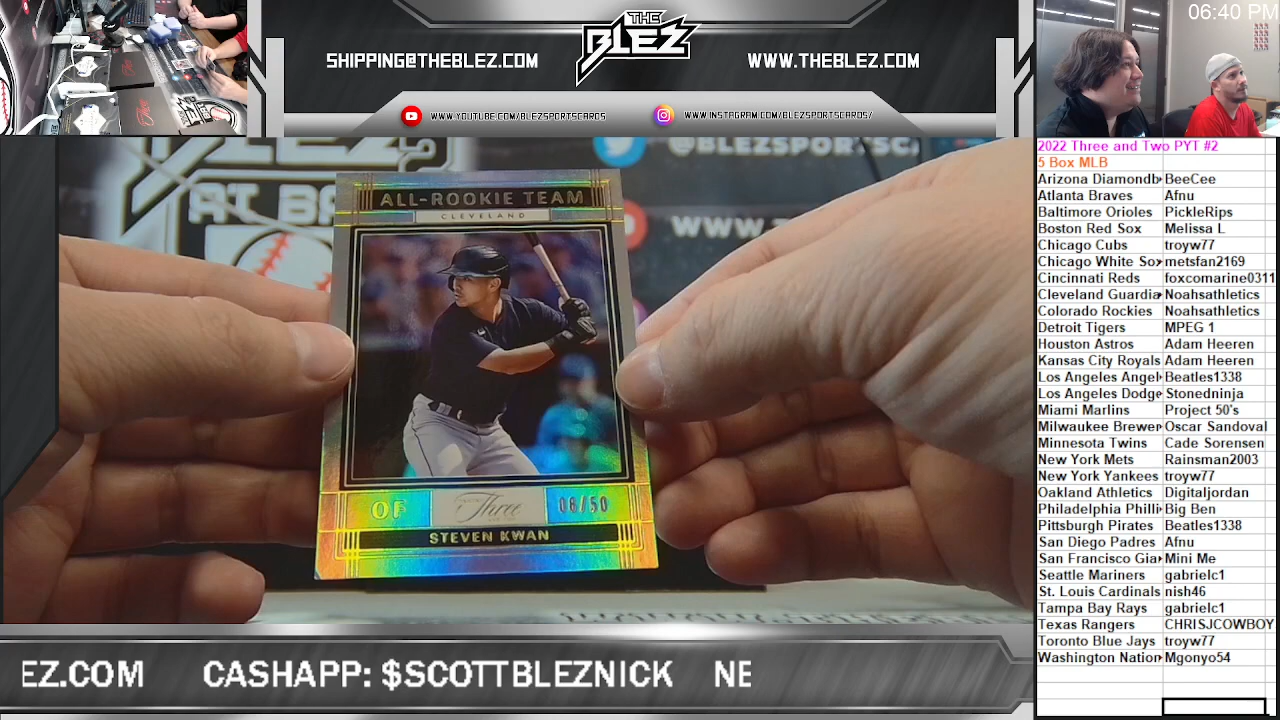 THE
BLEZ
SHIPPING@THEBLEZ.COM
WWW.THEBLEZ.COM
WWW.YOUTUBE.COM/BLEZSPORTSCARDS
WWW.INSTAGRAM.COM/BLEZSPORTSCARDS/
06:40 PM
@BLEZSPORTSCA
AT BA
WWW.
ALL-ROOKIE TEAM
CLEVELAND
OF
Three
06/50
STEVEN KWAN
EZ.COM CASHAPP: $SCOTTBLEZNICK NE
2022 Three and Two PYT #2
5 Box MLB
Arizona Diamondb BeeCee
Atlanta Braves Afnu
Baltimore Orioles PickleRips
Boston Red Sox Melissa L
Chicago Cubs troyw77
Chicago White Sox metsfan2169
Cincinnati Reds foxcomarine0311
Cleveland Guardia Noahsathletics
Colorado Rockies Noahsathletics
Detroit Tigers MPEG 1
Houston Astros Adam Heeren
Kansas City Royals Adam Heeren
Los Angeles Angel Beatles1338
Los Angeles Dodge Stonedninja
Miami Marlins Project 50's
Milwaukee Brewer Oscar Sandoval
Minnesota Twins Cade Sorensen
New York Mets Rainsman2003
New York Yankees troyw77
Oakland Athletics Digitaljordan
Philadelphia Philli Big Ben
Pittsburgh Pirates Beatles1338
San Diego Padres Afnu
San Francisco Gia Mini Me
Seattle Mariners gabrielc1
St. Louis Cardinals nish46
Tampa Bay Rays gabrielc1
Texas Rangers CHRISJCOWBOY
Toronto Blue Jays troyw77
Washington Nation Mgonyo54